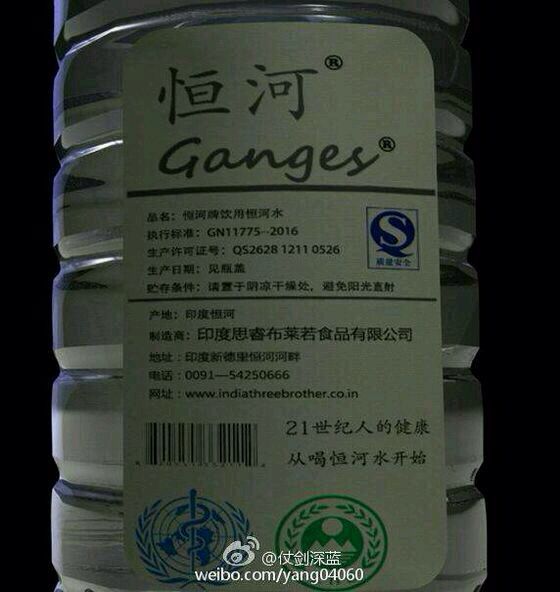 恒河®
Ganges®
品名：恒河牌饮用恒河水
执行标准：GN11775--2016
生产许可证号：QS2628 1211 0526
生产日期：见瓶盖
贮存条件：请置于阴凉干燥处，避免阳光直射
QS
质量安全
产地：印度恒河
制造商：印度思睿布莱若食品有限公司
地址：印度新德里恒河河畔
电话：0091—54250666
网址：www.indiathreebrother.co.in
21世纪人的健康
从喝恒河水开始
@仗剑深蓝
weibo.com/yang04060